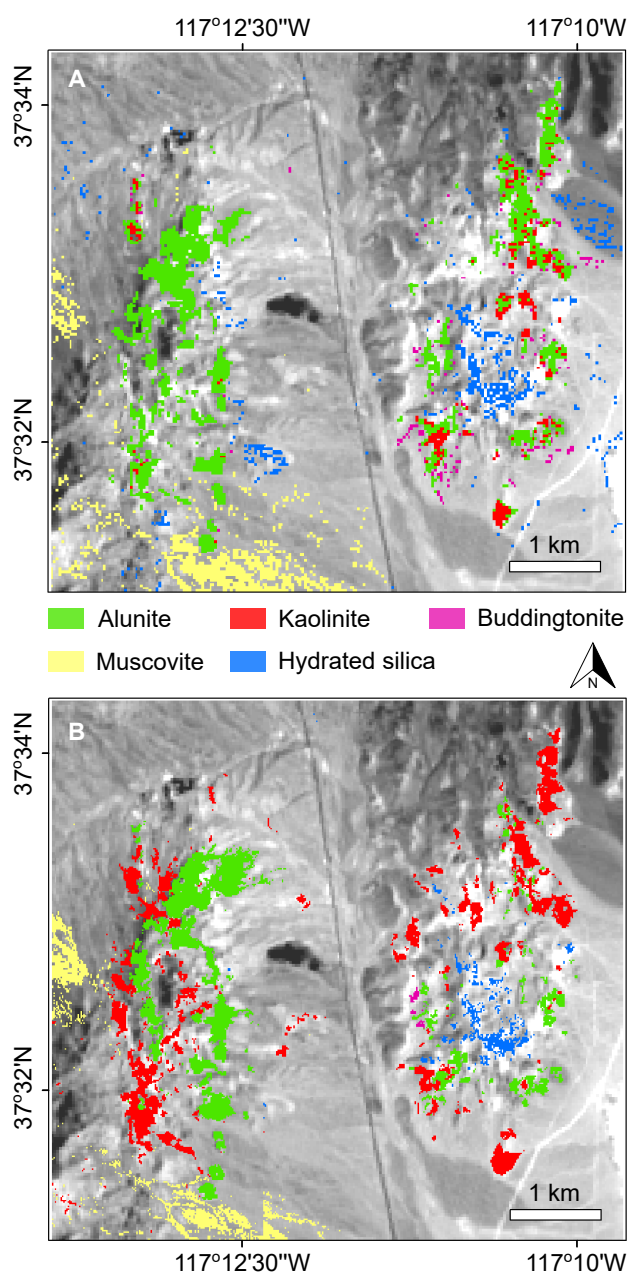 117°12'30''W 117°10'W
A
37°34'N
37°32'N
1 km
Alunite Kaolinite Buddingtonite
Muscovite Hydrated silica
N
B
37°34'N
37°32'N
1 km
117°12'30''W 117°10'W